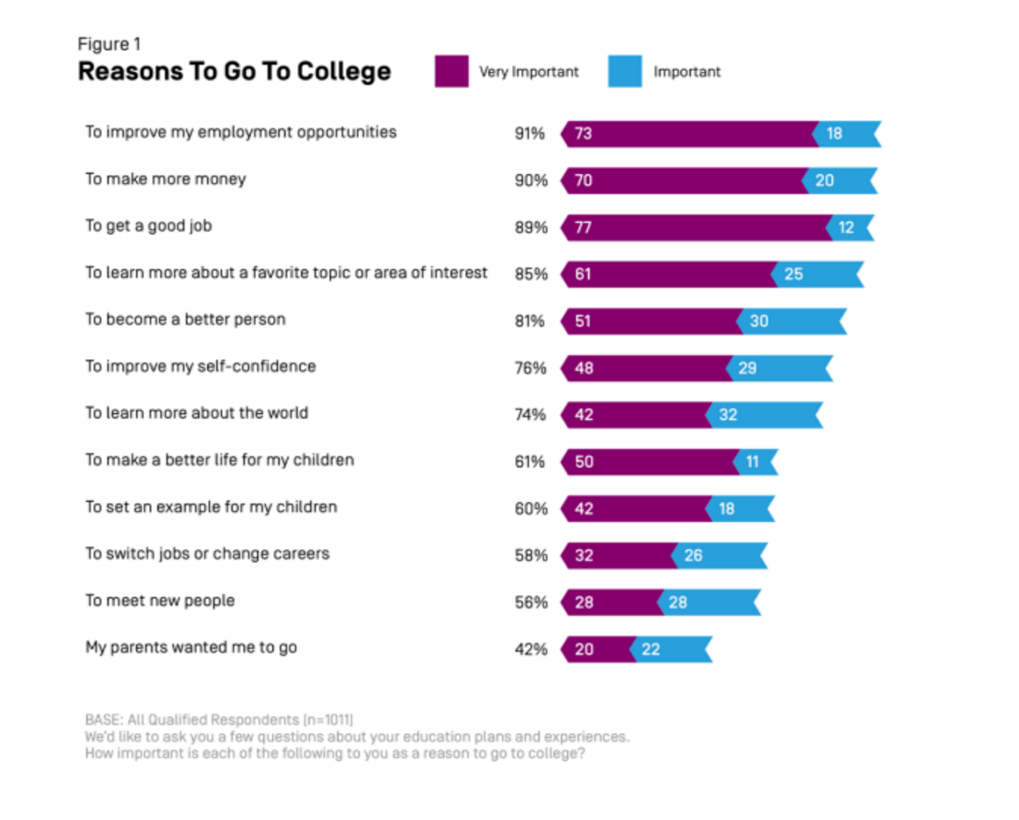 Figure 1
Reasons To Go To College
Very Important
Important
To improve my employment opportunities 91% 73 18
To make more money 90% 70 20
To get a good job 89% 77 12
To learn more about a favorite topic or area of interest 85% 61 25
To become a better person 81% 51 30
To improve my self-confidence 76% 48 29
To learn more about the world 74% 42 32
To make a better life for my children 61% 50 11
To set an example for my children 60% 42 18
To switch jobs or change careers 58% 32 26
To meet new people 56% 28 28
My parents wanted me to go 42% 20 22
BASE: All Qualified Respondents (n=1011)
We'd like to ask you a few questions about your education plans and experiences.
How important is each of the following to you as a reason to go to college?